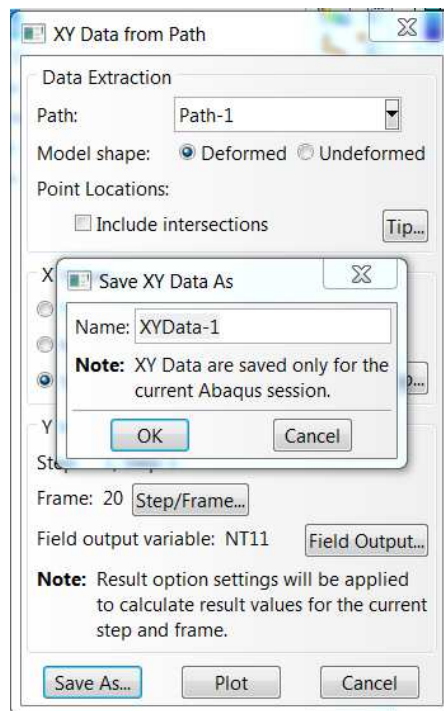 XY Data from Path
Data Extraction
Path: Path-1
Model shape: Deformed Undeformed
Point Locations:
Include intersections Tip...
X
Save XY Data As
Name: XYData-1
Note: XY Data are saved only for the
current Abaqus session.
OK Cancel
Y
Frame: 20 Step/Frame...
Field output variable: NT11 Field Output...
Note: Result option settings will be applied
to calculate result values for the current
step and frame.
Save As... Plot Cancel